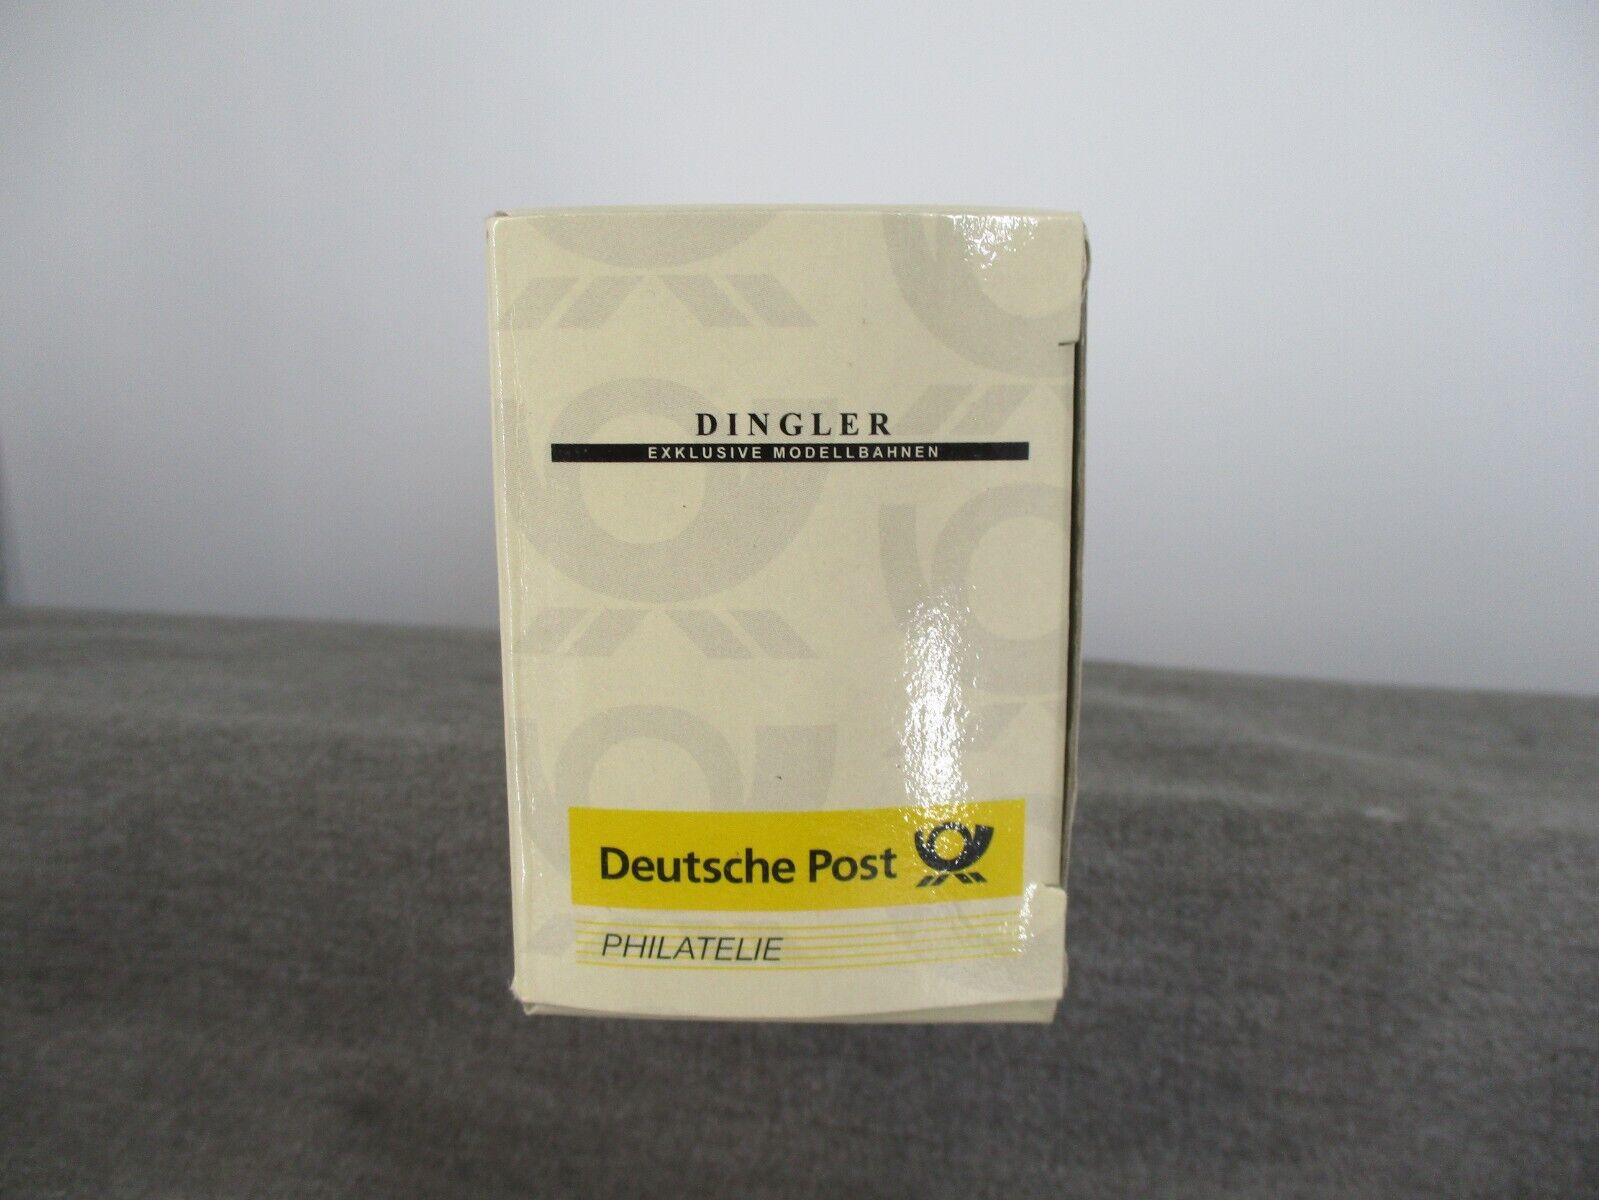 DINGLER
EXKLUSIVE MODELLBAHNEN
Deutsche Post
PHILATELIE